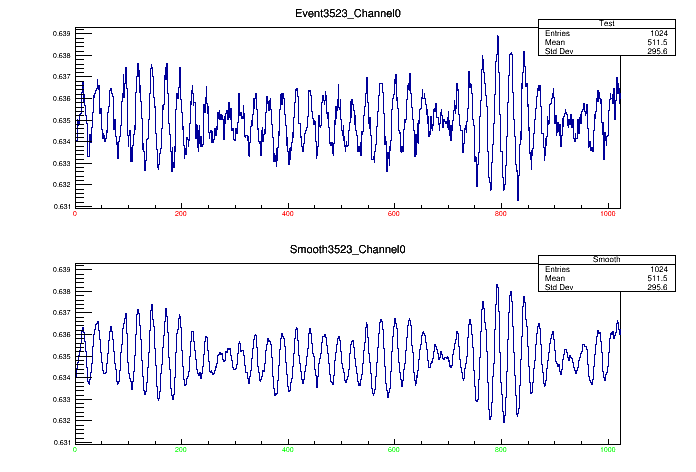 Event3523_Channel0
Test
Entries 1024
Mean 511.5
Std Dev 295.6
0.639
0.638
0.637
0.636
0.635
0.634
0.633
0.632
0.631
0 200 400 600 800 1000
Smooth3523_Channel0
Smooth
Entries 1024
Mean 511.5
Std Dev 295.6
0.639
0.638
0.637
0.636
0.635
0.634
0.633
0.632
0.631
0 200 400 600 800 1000